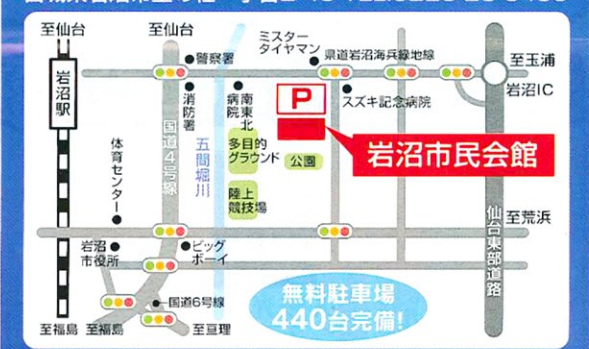 至仙台
至仙台
ミスター
タイヤマン
県道岩沼海兵線地線
至玉浦
岩沼IC
警察署
岩沼駅
消防署
南東北
病院
P
スズキ記念病院
国道4号線
五間堀川
多目的
グラウンド
公園
岩沼市民会館
体育センター
陸上
競技場
仙台東部道路
至荒浜
岩沼
市役所
ビッグ
ボーイ
無料駐車場
440台完備!
国道6号線
至福島
至福島
至亘理